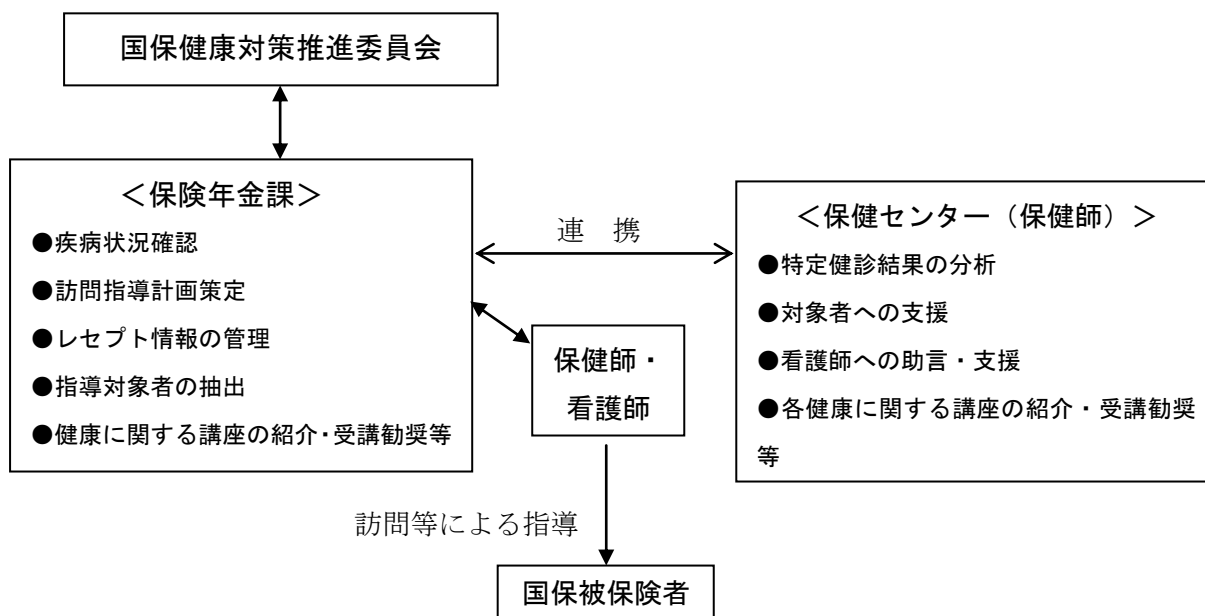 国保健康対策推進委員会
＜保険年金課＞
●疾病状況確認
●訪問指導計画策定
●レセプト情報の管理
●指導対象者の抽出
●健康に関する講座の紹介・受講勧奨等
連　携
＜保健センター（保健師）＞
●特定健診結果の分析
●対象者への支援
●看護師への助言・支援
●各健康に関する講座の紹介・受講勧奨
等
保健師・
看護師
訪問等による指導
国保被保険者